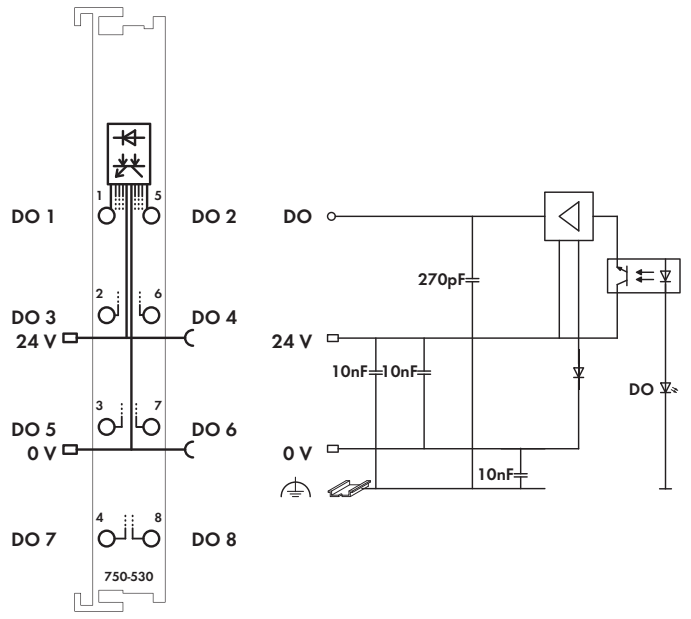 1 5
DO 1 DO 2
2 6
DO 3 DO 4
24 V
3 7
DO 5 DO 6
0 V
4 8
DO 7 DO 8
750-530
DO
270pF
24 V
10nF 10nF
DO
0 V
10nF